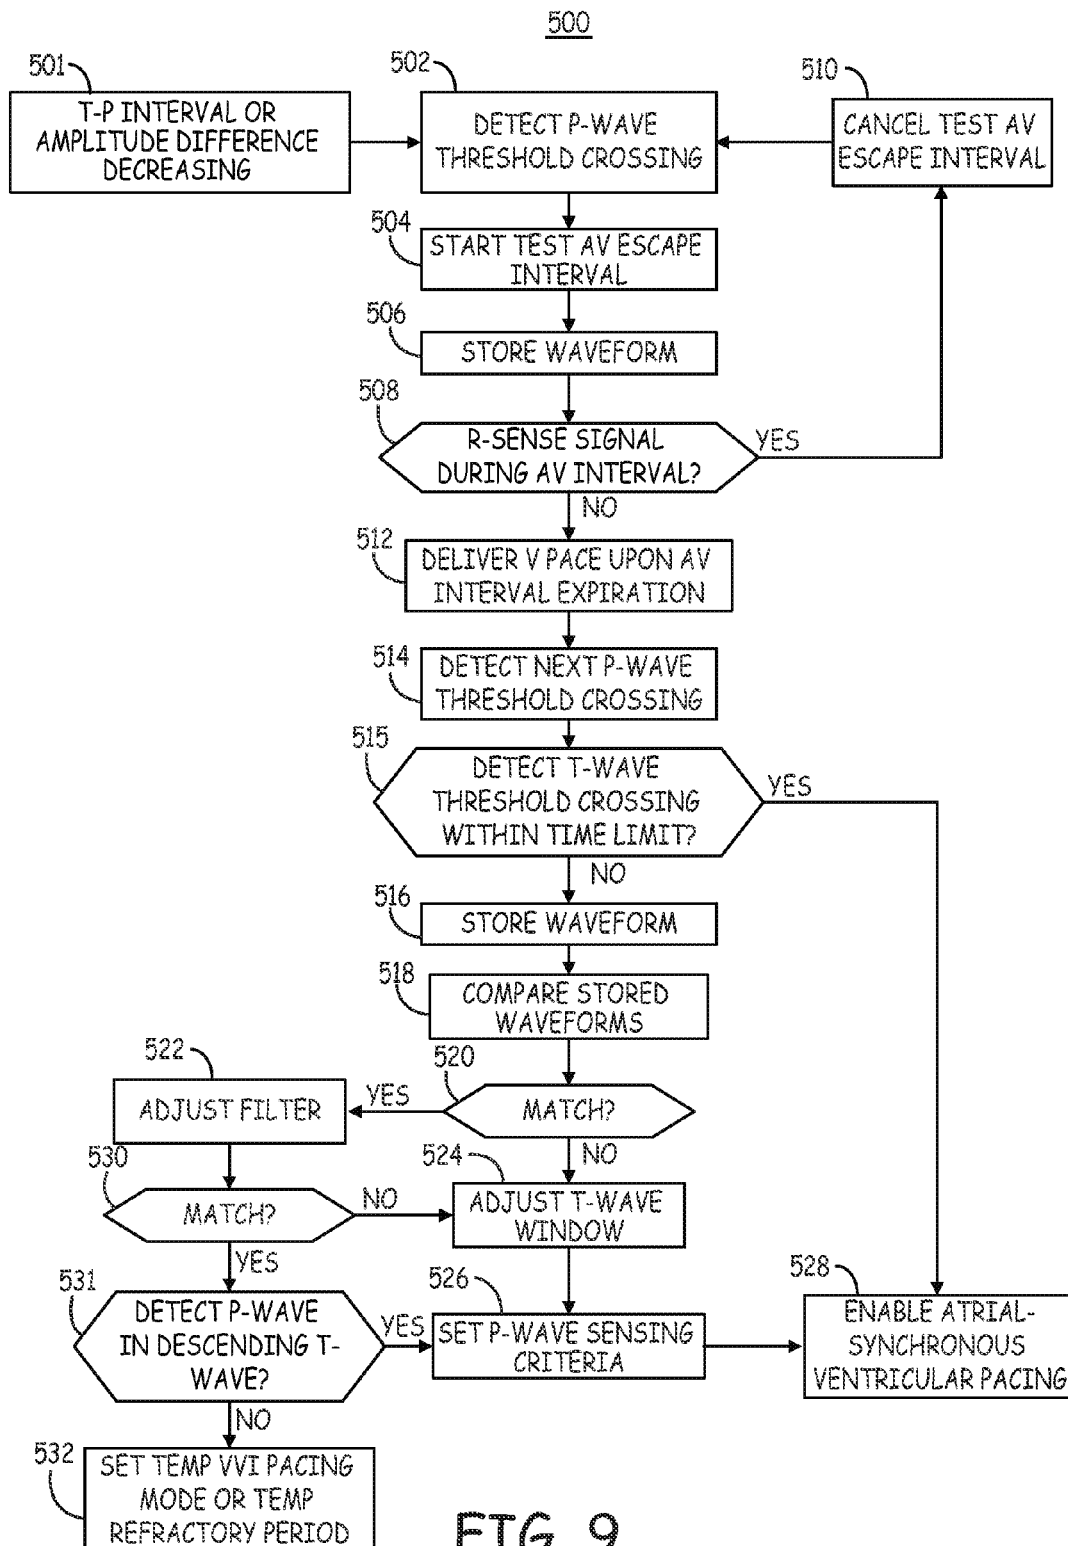 500
501
T-P INTERVAL OR
AMPLITUDE DIFFERENCE
DECREASING
502
DETECT P-WAVE
THRESHOLD CROSSING
510
CANCEL TEST AV
ESCAPE INTERVAL
504
START TEST AV ESCAPE
INTERVAL
506
STORE WAVEFORM
508
R-SENSE SIGNAL
DURING AV INTERVAL?
YES
NO
512
DELIVER V PACE UPON AV
INTERVAL EXPIRATION
514
DETECT NEXT P-WAVE
THRESHOLD CROSSING
515
DETECT T-WAVE
THRESHOLD CROSSING
WITHIN TIME LIMIT?
YES
NO
516
STORE WAVEFORM
518
COMPARE STORED
WAVEFORMS
520
MATCH?
YES
NO
522
ADJUST FILTER
530
MATCH?
NO
YES
524
ADJUST T-WAVE
WINDOW
531
DETECT P-WAVE
IN DESCENDING T-
WAVE?
YES
NO
526
SET P-WAVE SENSING
CRITERIA
528
ENABLE ATRIAL-
SYNCHRONOUS
VENTRICULAR PACING
532
SET TEMP VVI PACING
MODE OR TEMP
REFRACTORY PERIOD
FIG. 9